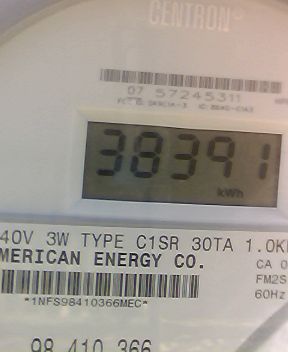 CENTRON®
07 57245311
38391
kWh
40V 3W TYPE C1SR 30TA 1.0K
MERICAN ENERGY CO.
CA 0
FM2S
60Hz
*1NFS98410366MEC*
98 410 366